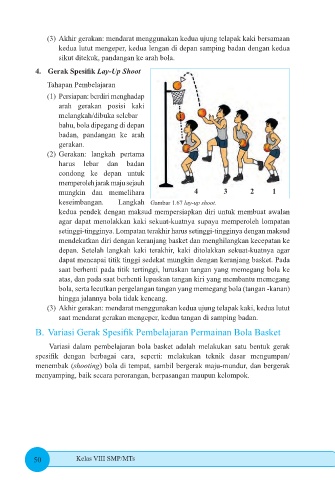 (3) Akhir gerakan: mendarat menggunakan kedua ujung telapak kaki bersamaan
kedua lutut mengeper, kedua lengan di depan samping badan dengan kedua
sikut ditekuk, pandangan ke arah bola.
4. Gerak Spesifik Lay-Up Shoot
Tahapan Pembelajaran
(1) Persiapan: berdiri menghadap
arah gerakan posisi kaki
melangkah/dibuka selebar
bahu, bola dipegang di depan
badan, pandangan ke arah
gerakan.
(2) Gerakan: langkah pertama
harus lebar dan badan
condong ke depan untuk
memperoleh jarak maju sejauh
mungkin dan memelihara
keseimbangan. Langkah
4 3 2 1
Gambar 1.67 lay-up shoot.
kedua pendek dengan maksud mempersiapkan diri untuk membuat awalan
agar dapat menolakkan kaki sekuat-kuatnya supaya memperoleh lompatan
setinggi-tingginya. Lompatan terakhir harus setinggi-tingginya dengan maksud
mendekatkan diri dengan keranjang basket dan menghilangkan kecepatan ke
depan. Setelah langkah kaki terakhir, kaki ditolakkan sekuat-kuatnya agar
dapat mencapai titik tinggi sedekat mungkin dengan keranjang basket. Pada
saat berhenti pada titik tertinggi, luruskan tangan yang memegang bola ke
atas, dan pada saat berhenti lepaskan tangan kiri yang membantu memegang
bola, serta lecutkan pergelangan tangan yang memegang bola (tangan -kanan)
hingga jalannya bola tidak kencang.
(3) Akhir gerakan: mendarat menggunakan kedua ujung telapak kaki, kedua lutut
saat mendarat gerakan mengeper, kedua tangan di samping badan.
B. Variasi Gerak Spesifik Pembelajaran Permainan Bola Basket
Variasi dalam pembelajaran bola basket adalah melakukan satu bentuk gerak
spesifik dengan berbagai cara, seperti: melakukan teknik dasar mengumpan/
menembak (shooting) bola di tempat, sambil bergerak maju-mundur, dan bergerak
menyamping, baik secara perorangan, berpasangan maupun kelompok.
50 Kelas VIII SMP/MTs